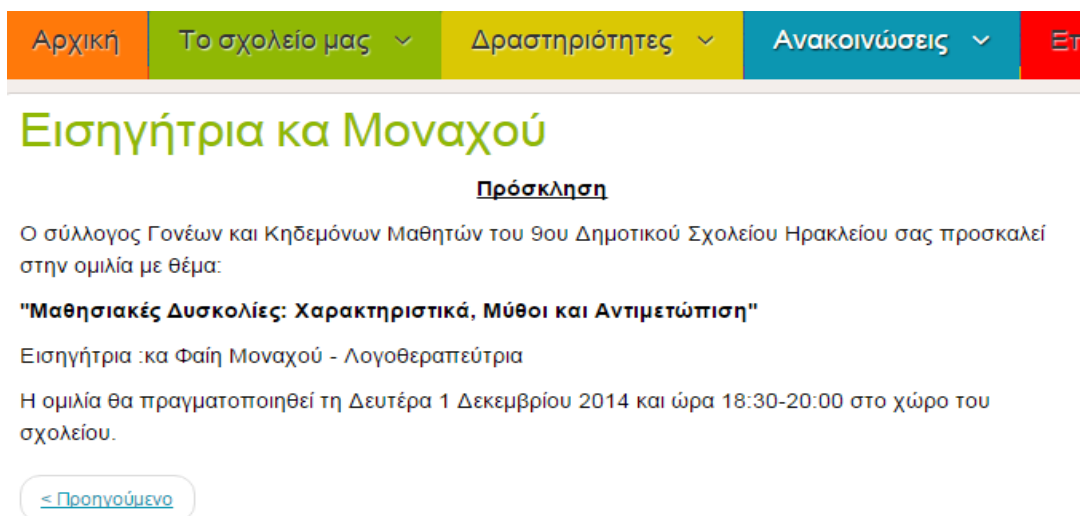 Αρχική Το σχολείο μας Δραστηριότητες Ανακοινώσεις
Εισηγήτρια κα Μοναχού
Πρόσκληση
Ο σύλλογος Γονέων και Κηδεμόνων Μαθητών του 9ου Δημοτικού Σχολείου Ηρακλείου σας προσκαλεί
στην ομιλία με θέμα:
"Μαθησιακές Δυσκολίες: Χαρακτηριστικά, Μύθοι και Αντιμετώπιση"
Εισηγήτρια :κα Φαίη Μοναχού - Λογοθεραπεύτρια
Η ομιλία θα πραγματοποιηθεί τη Δευτέρα 1 Δεκεμβρίου 2014 και ώρα 18:30-20:00 στο χώρο του
σχολείου.
< Προηγούμενο